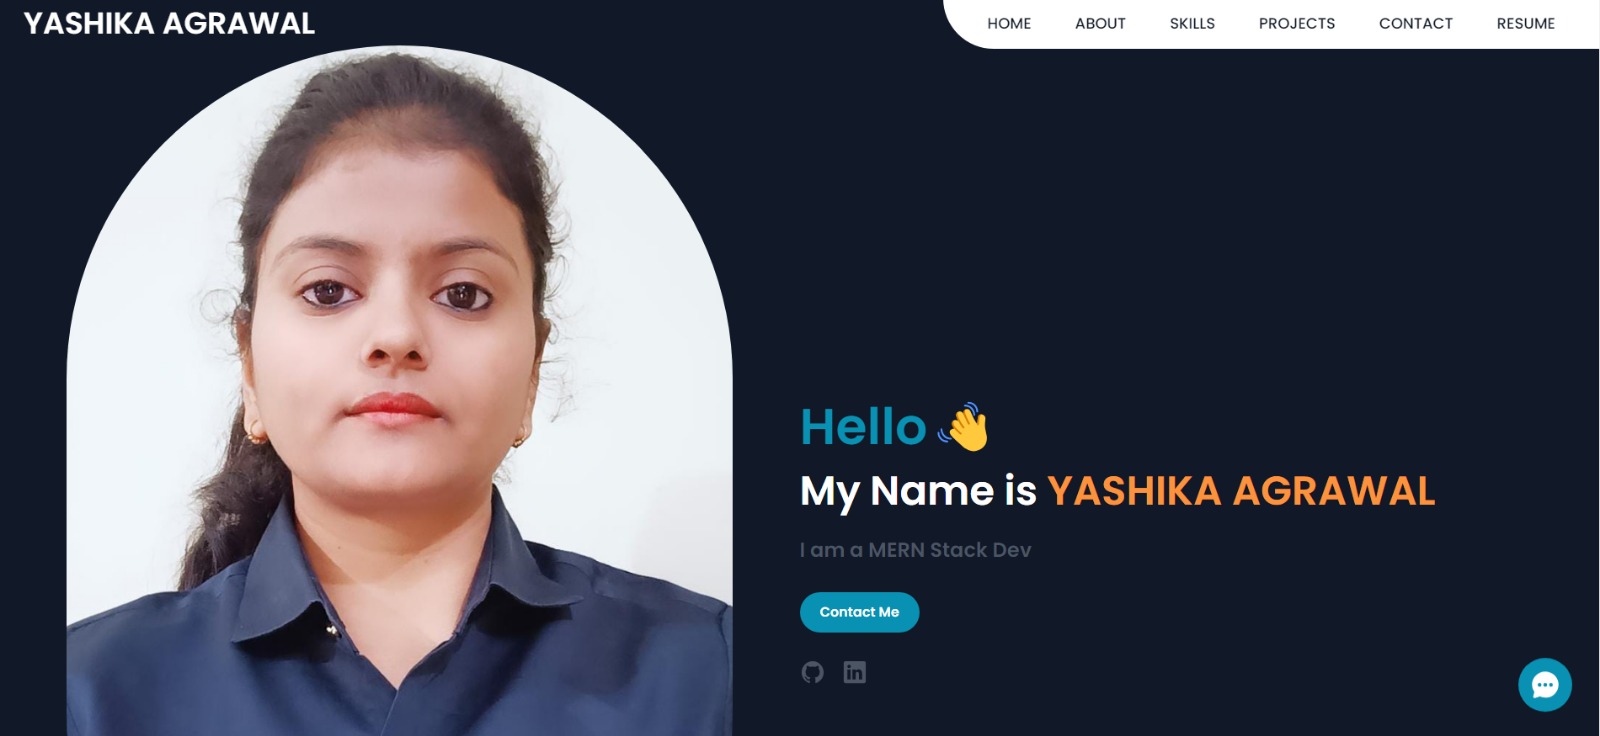 YASHIKA AGRAWAL
HOME ABOUT SKILLS PROJECTS CONTACT RESUME
Hello 👋
My Name is YASHIKA AGRAWAL
I am a MERN Stack Dev
Contact Me
in